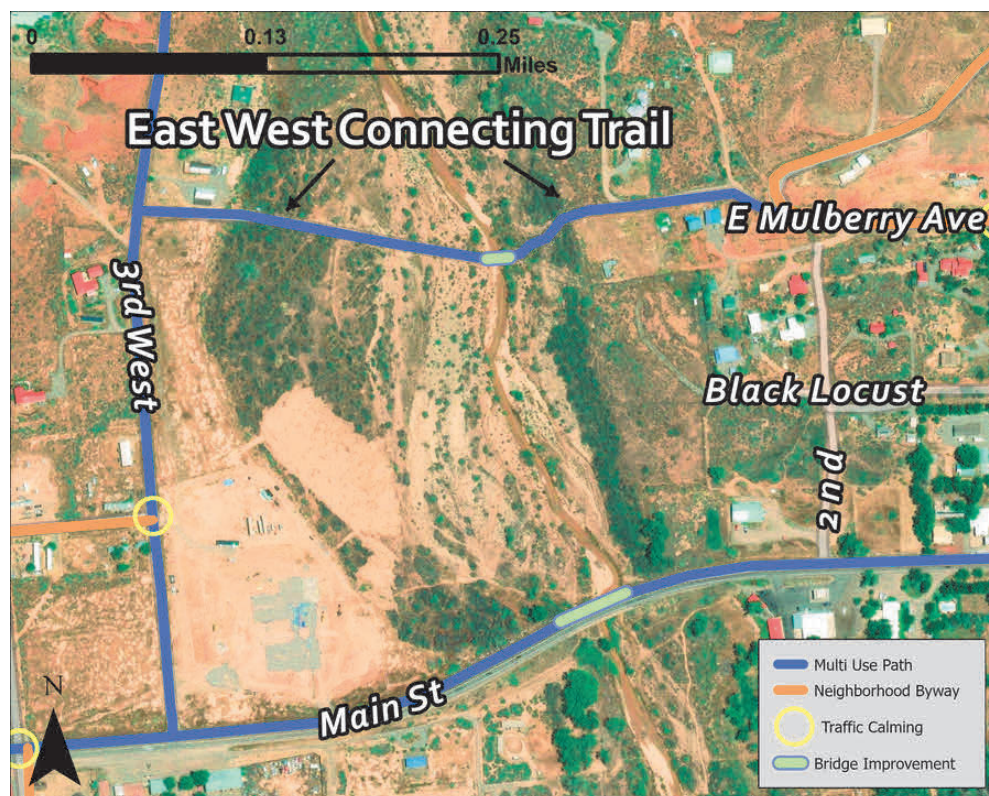 0 0.13 0.25
Miles
East West Connecting Trail
E Mulberry Ave
3rd West
Black Locust
2nd
Main St
N
Multi Use Path
Neighborhood Byway
Traffic Calming
Bridge Improvement